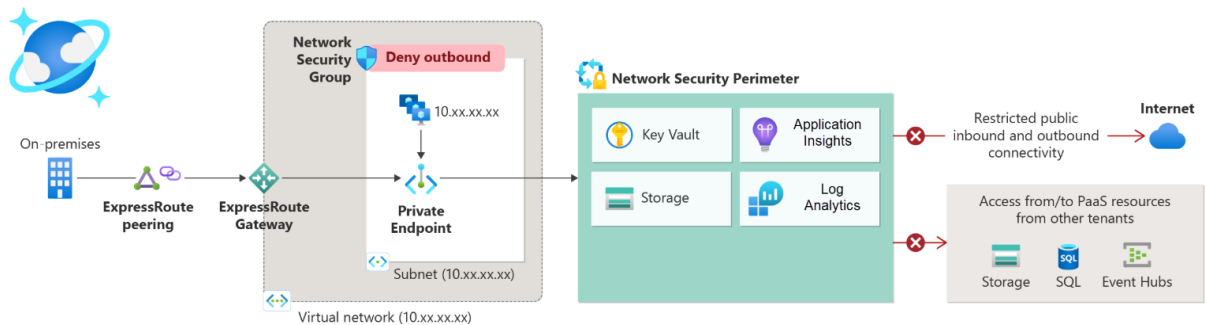 On-premises
ExpressRoute
peering
ExpressRoute
Gateway
Network
Security
Group
Deny outbound
10.xx.xx.xx
Private
Endpoint
Subnet (10.xx.xx.xx)
Virtual network (10.xx.xx.xx)
Network Security Perimeter
Key Vault
Application
Insights
Storage
Log
Analytics
Restricted public
inbound and outbound
connectivity
Internet
Access from/to PaaS resources
from other tenants
Storage
SQL
SQL
Event Hubs